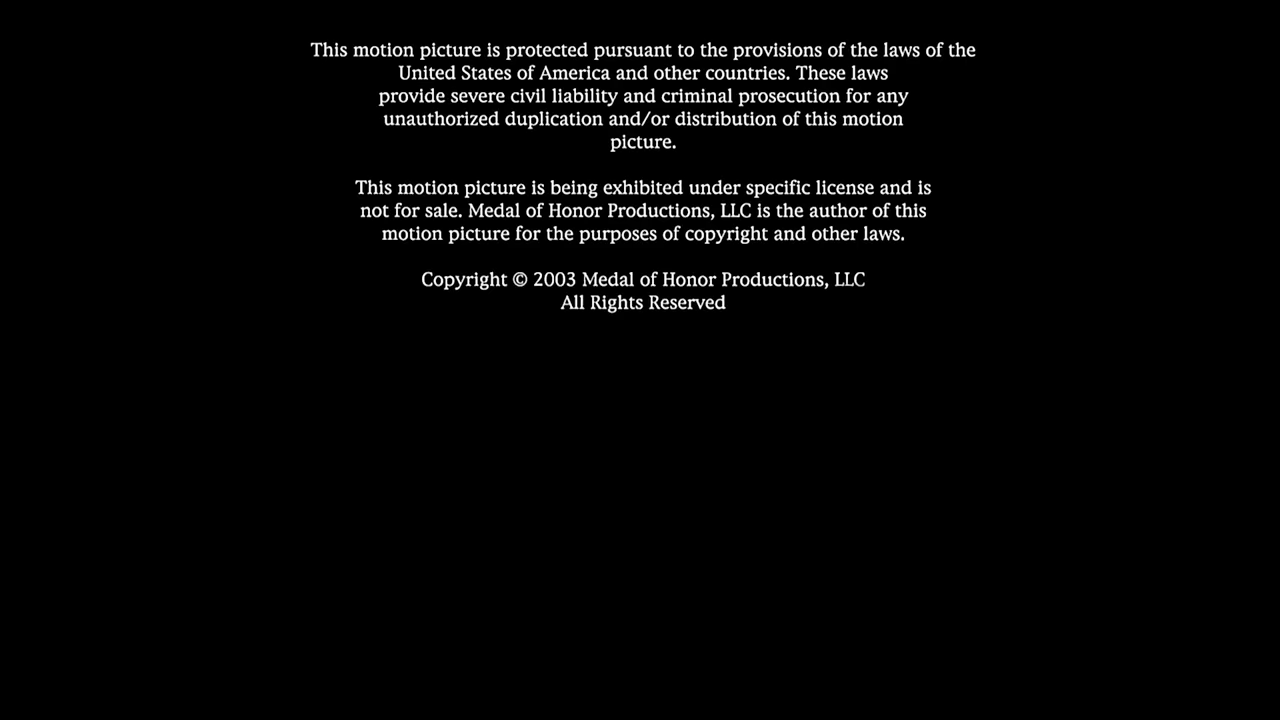 This motion picture is protected pursuant to the provisions of the laws of the
United States of America and other countries. These laws
provide severe civil liability and criminal prosecution for any
unauthorized duplication and/or distribution of this motion
picture.
This motion picture is being exhibited under specific license and is
not for sale. Medal of Honor Productions, LLC is the author of this
motion picture for the purposes of copyright and other laws.
Copyright © 2003 Medal of Honor Productions, LLC
All Rights Reserved